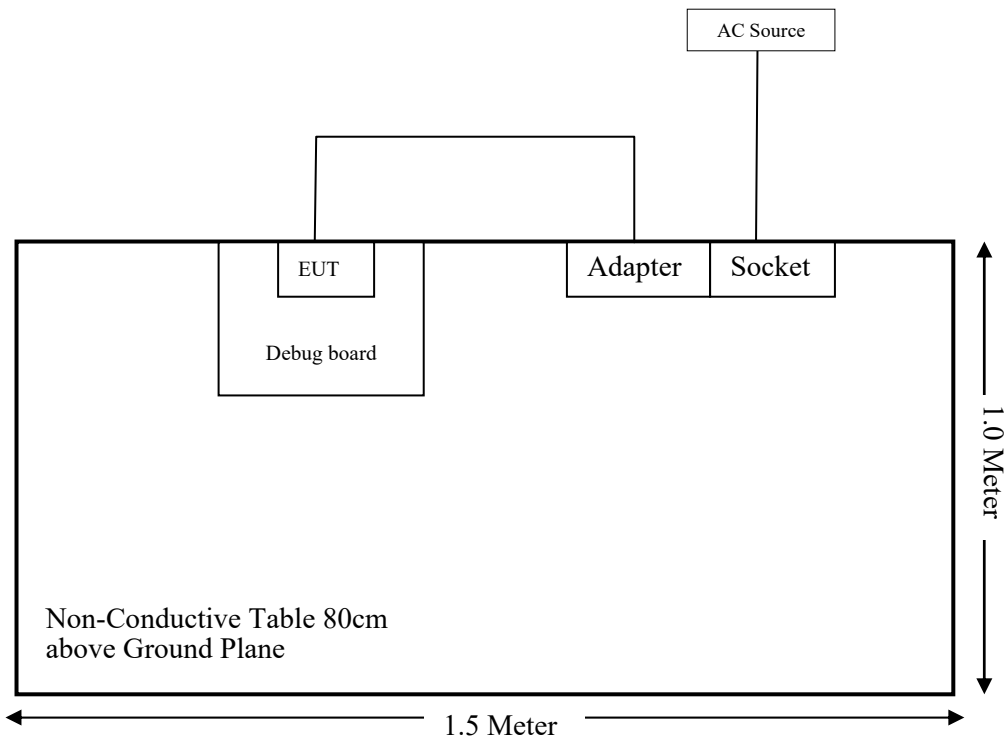 AC Source
EUT
Adapter
Socket
Debug board
1.0 Meter
Non-Conductive Table 80cm
above Ground Plane
1.5 Meter